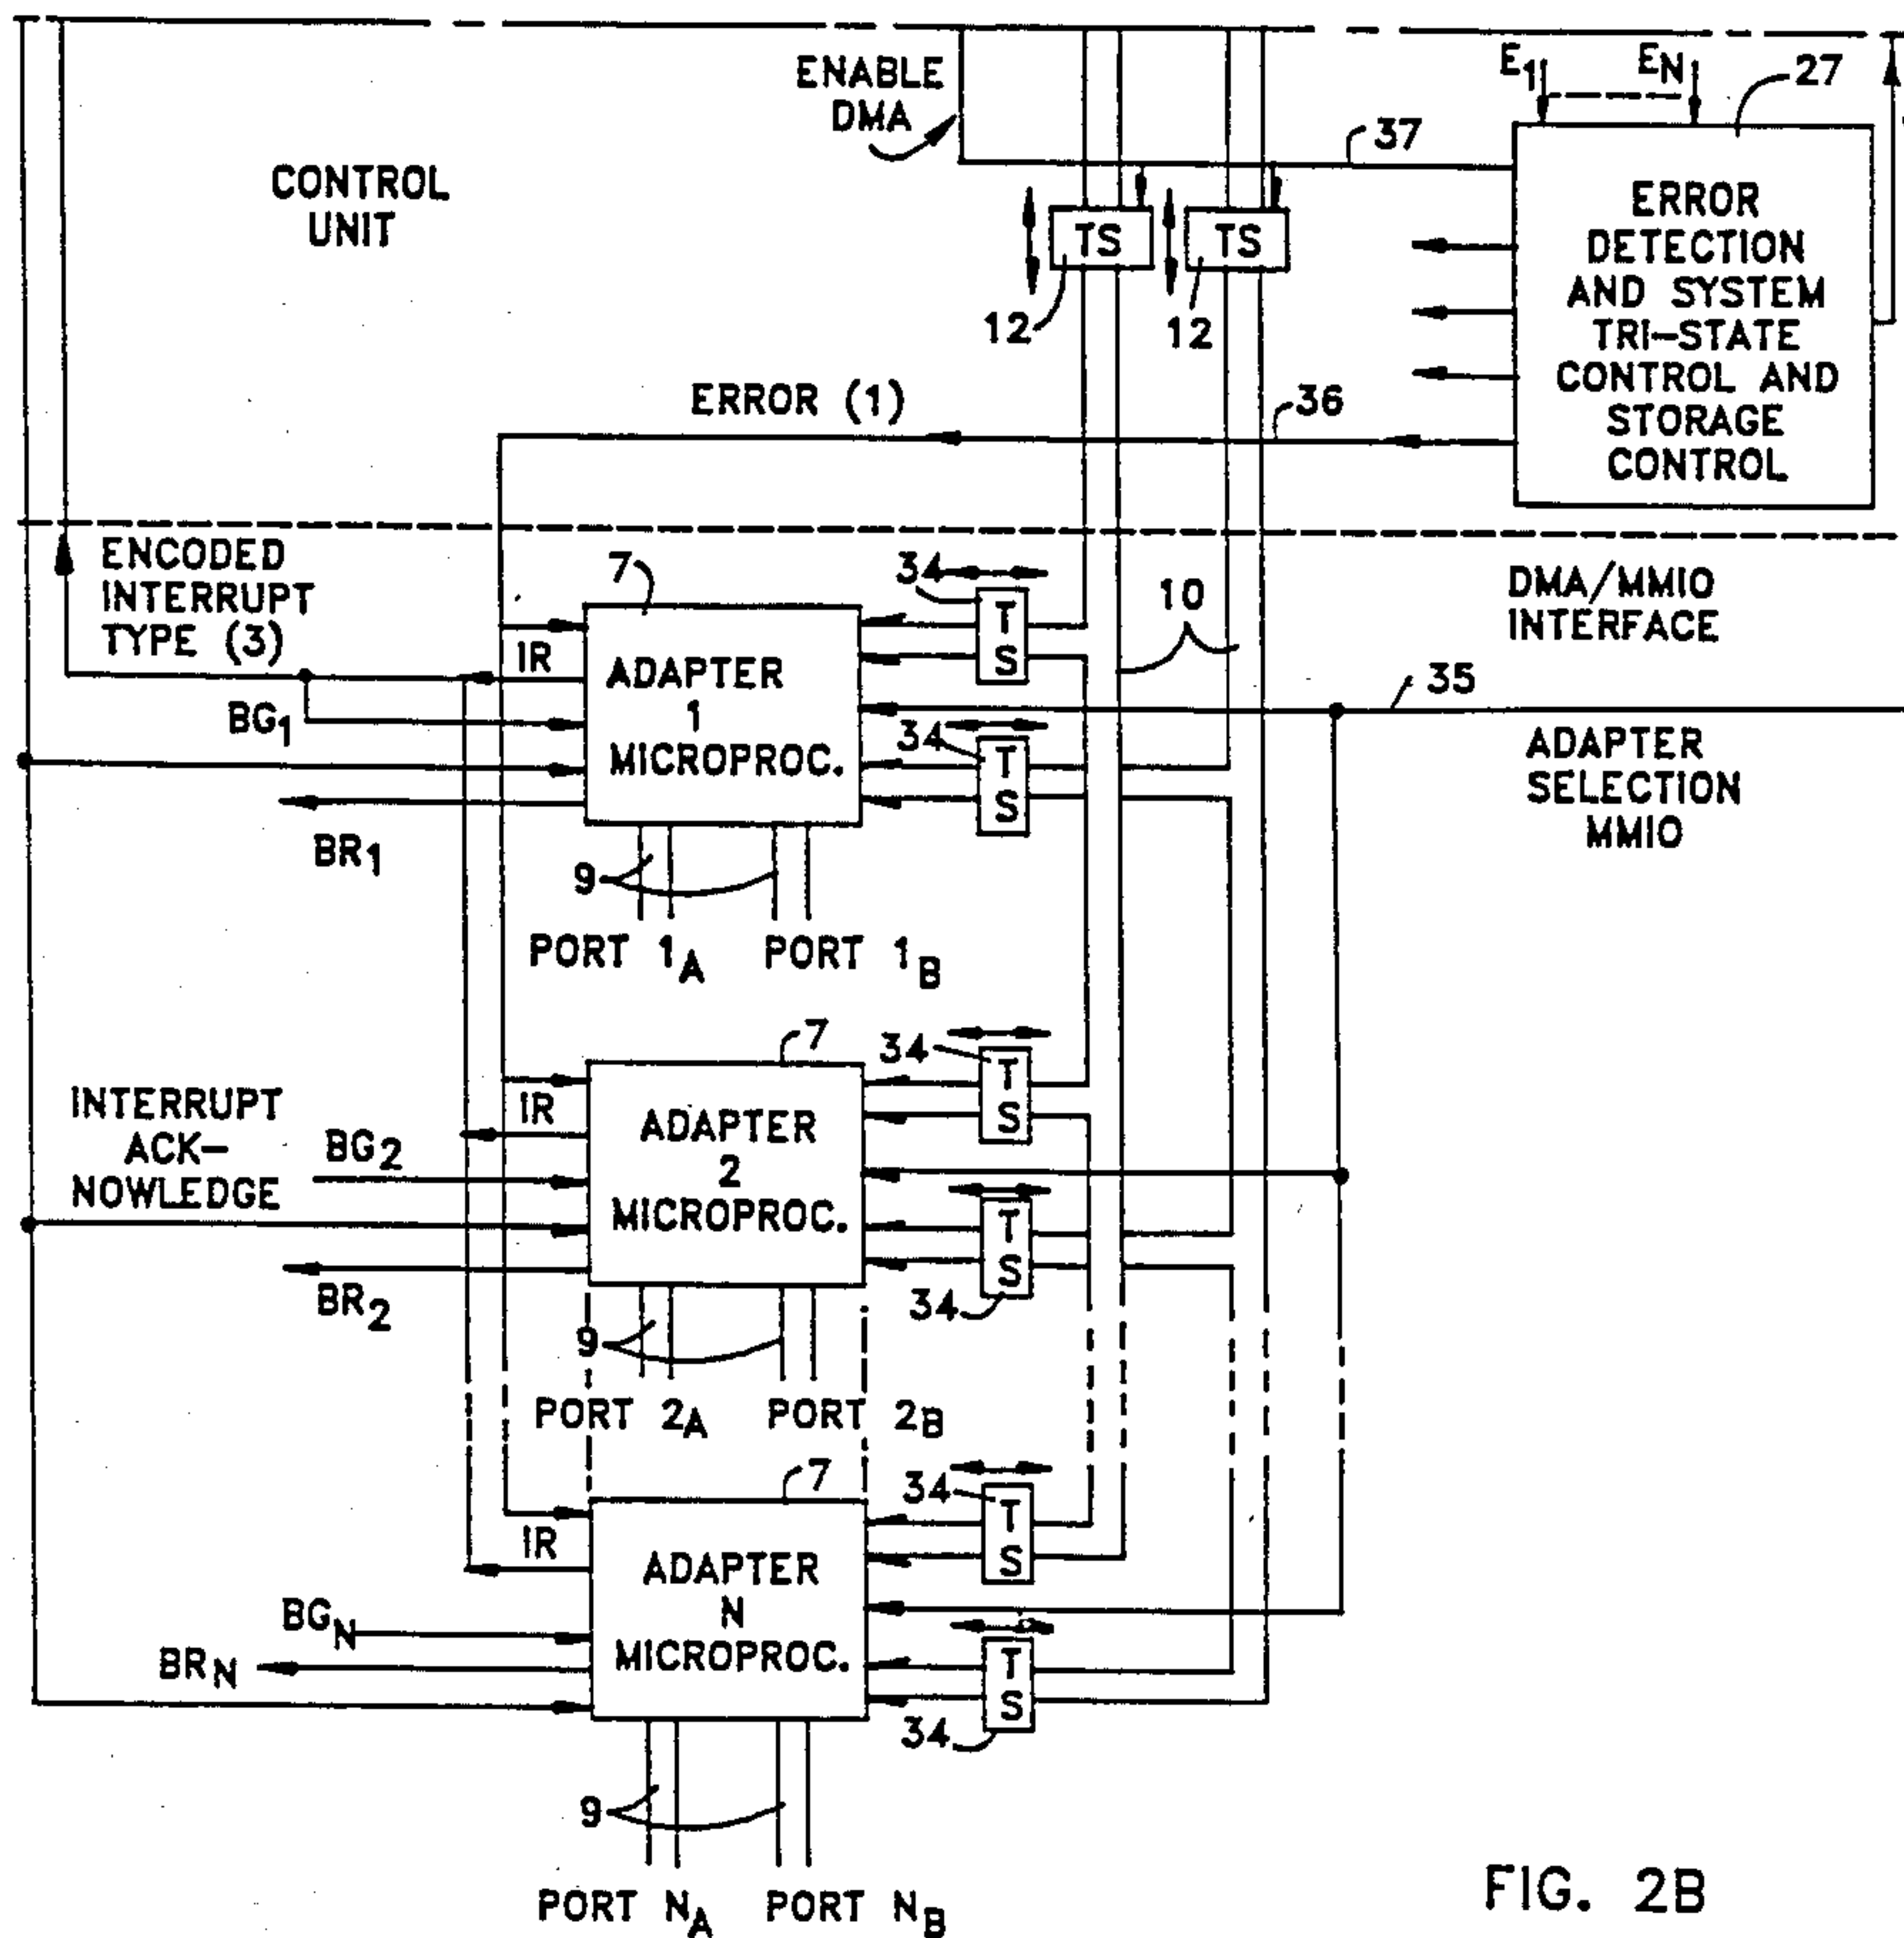 ENABLE
DMA
E1
EN
27
37
CONTROL
UNIT
TS
TS
12
12
ERROR
DETECTION
AND SYSTEM
TRI-STATE
CONTROL AND
STORAGE
CONTROL
ERROR (1)
36
ENCODED
INTERRUPT
TYPE (3)
7
34
T
S
10
DMA/MMIO
INTERFACE
IR
ADAPTER
1
MICROPROC.
BG1
34
T
S
35
ADAPTER
SELECTION
MMIO
BR1
9
PORT 1A
PORT 1B
7
34
T
S
INTERRUPT
ACK-
NOWLEDGE
IR
BG2
ADAPTER
2
MICROPROC.
T
S
34
BR2
9
PORT 2A
PORT 2B
7
34
T
S
IR
ADAPTER
N
MICROPROC.
BGN
BRN
T
S
34
9
PORT NA
PORT NB
FIG. 2B